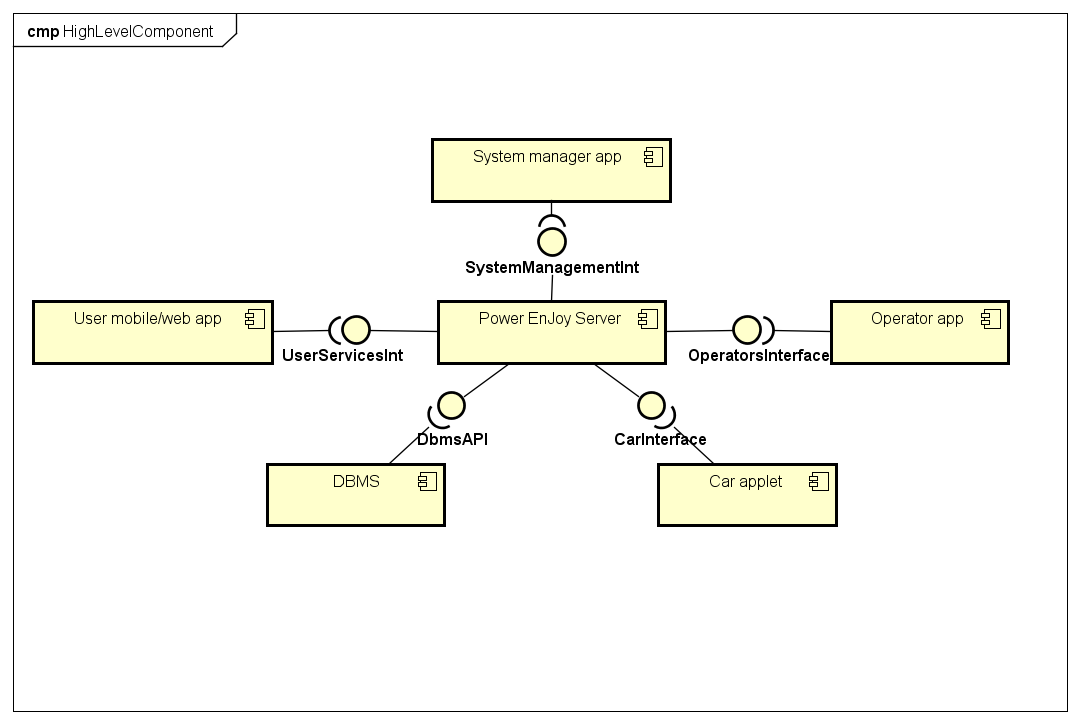 cmp HighLevelComponent
System manager app
SystemManagementInt
User mobile/web app
Power EnJoy Server
Operator app
UserServicesInt
OperatorsInterface
DbmsAPI
CarInterface
DBMS
Car applet